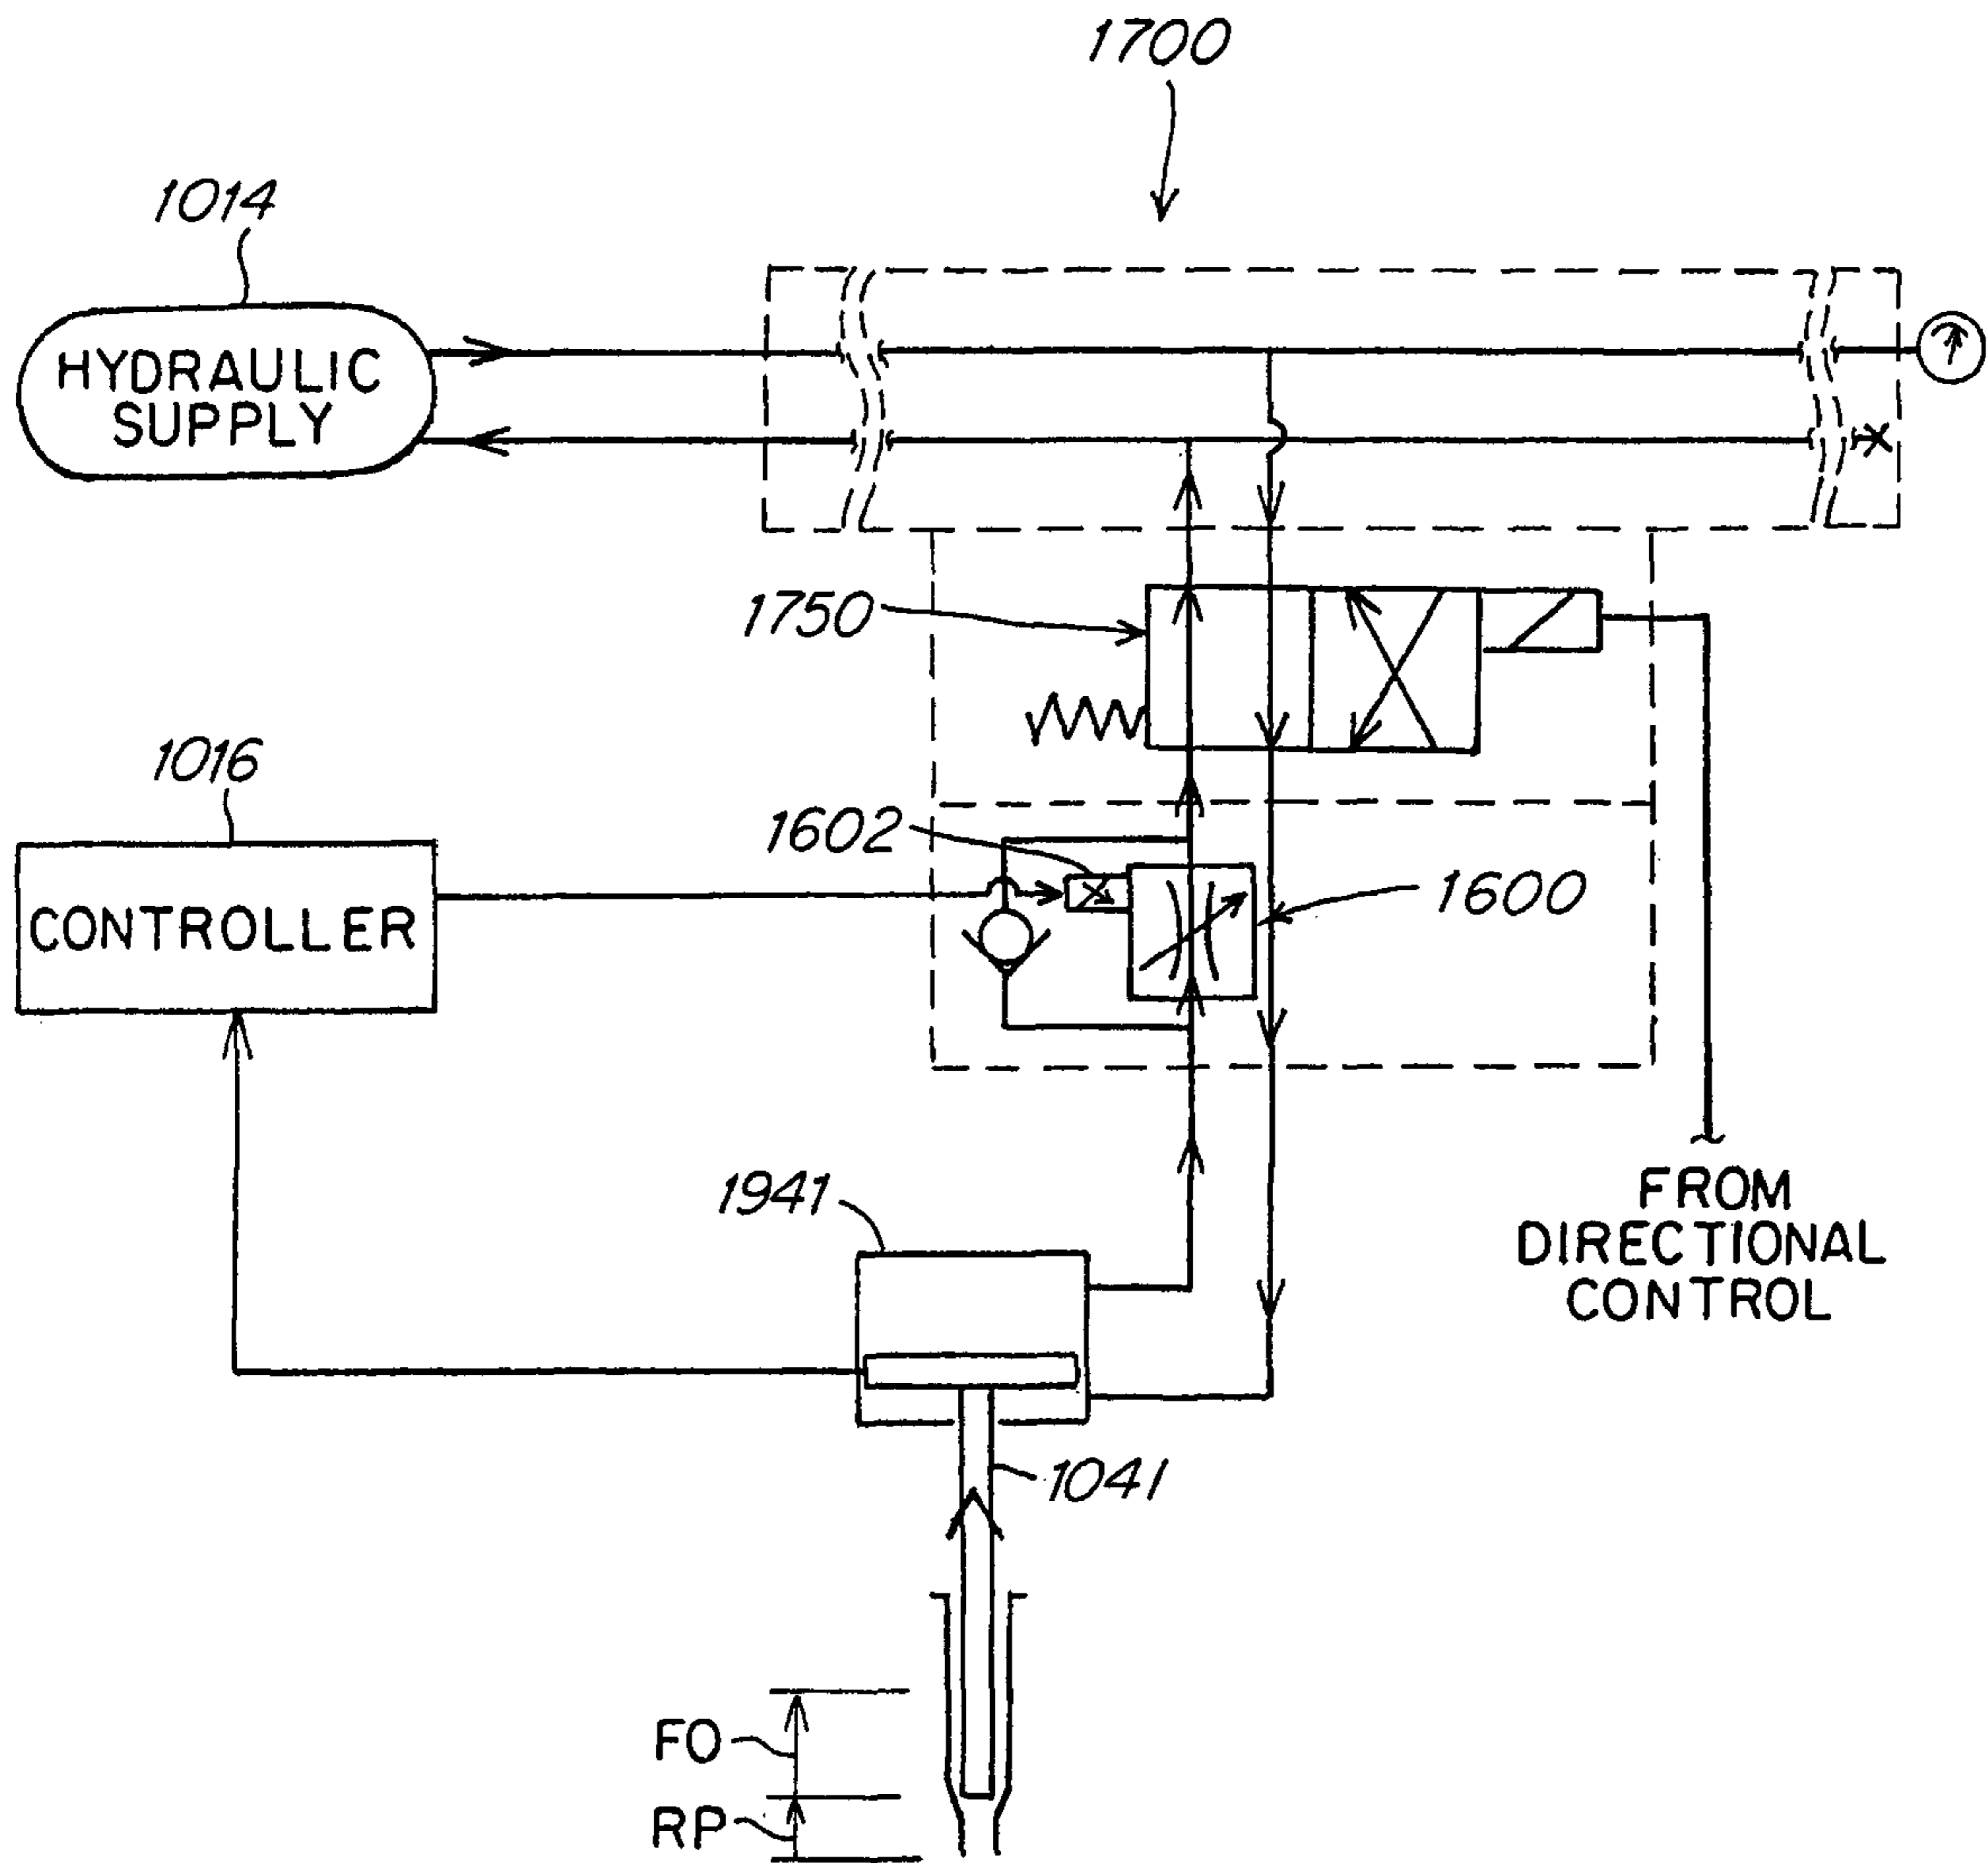 1700
1014
HYDRAULIC
SUPPLY
1750
1016
1602
CONTROLLER
1600
1941
FROM
DIRECTIONAL
CONTROL
1041
FO
RP